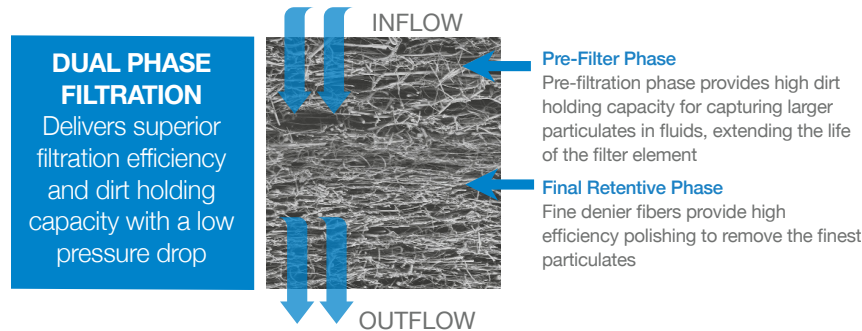 INFLOW
DUAL PHASE
FILTRATION
Delivers superior
filtration efficiency
and dirt holding
capacity with a low
pressure drop
Pre-Filter Phase
Pre-filtration phase provides high dirt
holding capacity for capturing larger
particulates in fluids, extending the life
of the filter element
Final Retentive Phase
Fine denier fibers provide high
efficiency polishing to remove the finest
particulates
OUTFLOW